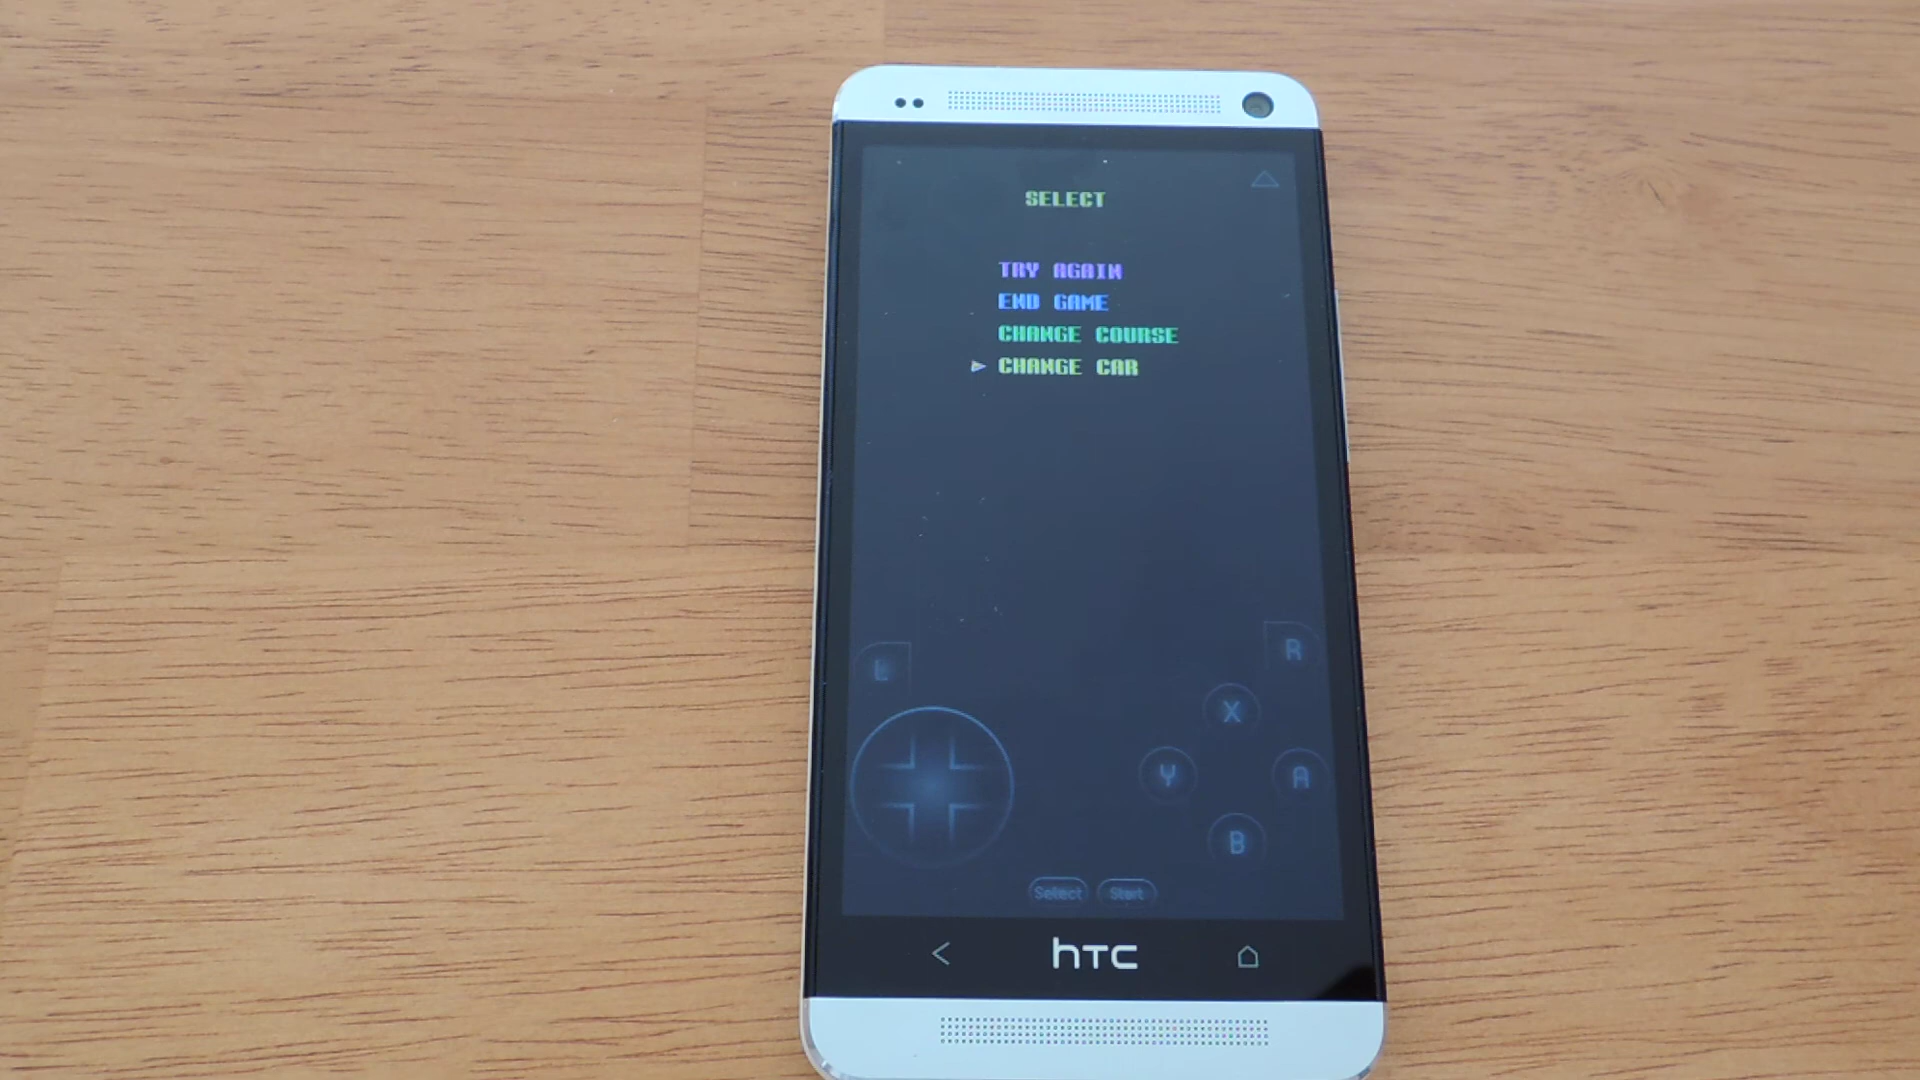 SELECT
TRY AGAIN
END GAME
CHANGE COURSE
CHANGE CAR
L
R
X
Y
A
B
Select Start
hTC